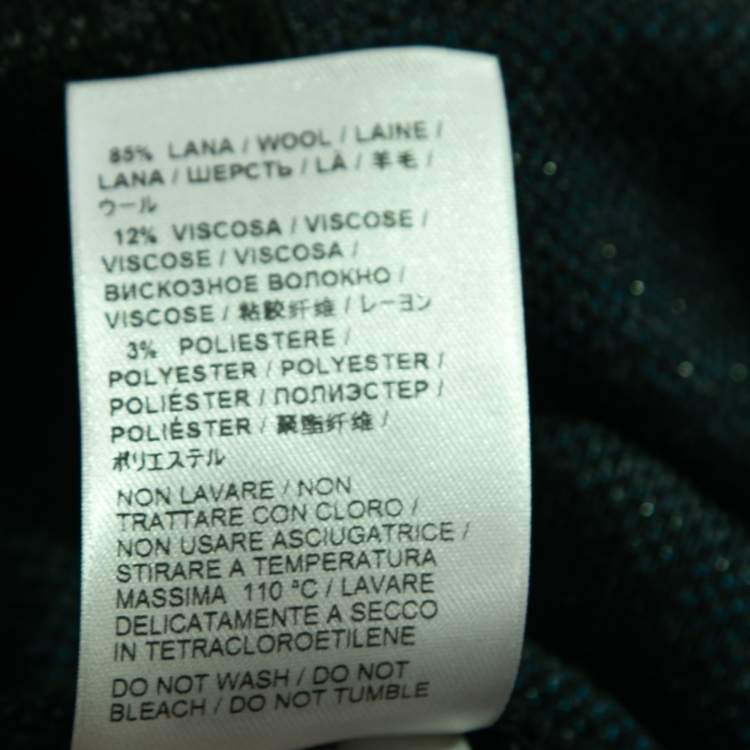 85% LANA / WOOL / LAINE /
LANA / ШЕРСТЬ / LÃ / 羊毛 /
ウール
12% VISCOSA / VISCOSE /
VISCOSE / VISCOSA /
ВИСКОЗНОЕ ВОЛОКНО /
VISCOSE / 粘胶纤维 / レーヨン
3% POLIESTERE /
POLYESTER / POLYESTER /
POLIÉSTER / ПОЛИЭСТЕР /
POLIÉSTER / 聚酯纤维 /
ポリエステル
NON LAVARE / NON
TRATTARE CON CLORO /
NON USARE ASCIUGATRICE /
STIRARE A TEMPERATURA
MASSIMA 110 °C / LAVARE
DELICATAMENTE A SECCO
IN TETRACLOROETILENE
DO NOT WASH / DO NOT
BLEACH / DO NOT TUMBLE